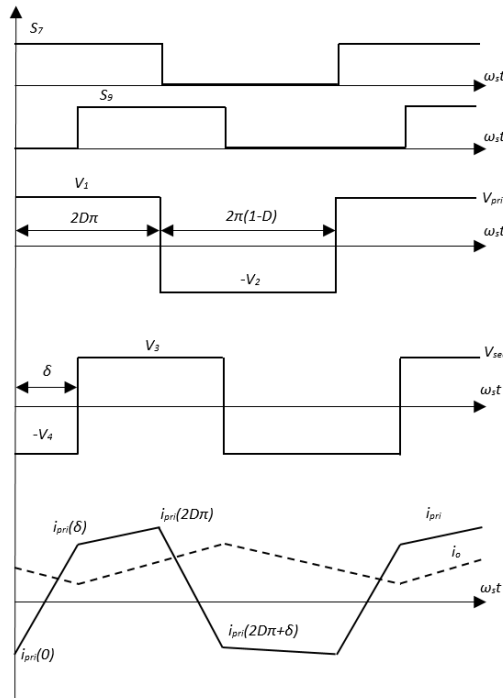 S₇
ωₛt
S₉
ωₛt
V₁
Vₚᵣᵢ
2Dπ
2π(1-D)
ωₛt
-V₂
V₃
Vₛₑ
δ
ωₛt
-V₄
iₚᵣᵢ(δ)
iₚᵣᵢ(2Dπ)
iₚᵣᵢ
iₒ
ωₛt
iₚᵣᵢ(0)
iₚᵣᵢ(2Dπ+δ)